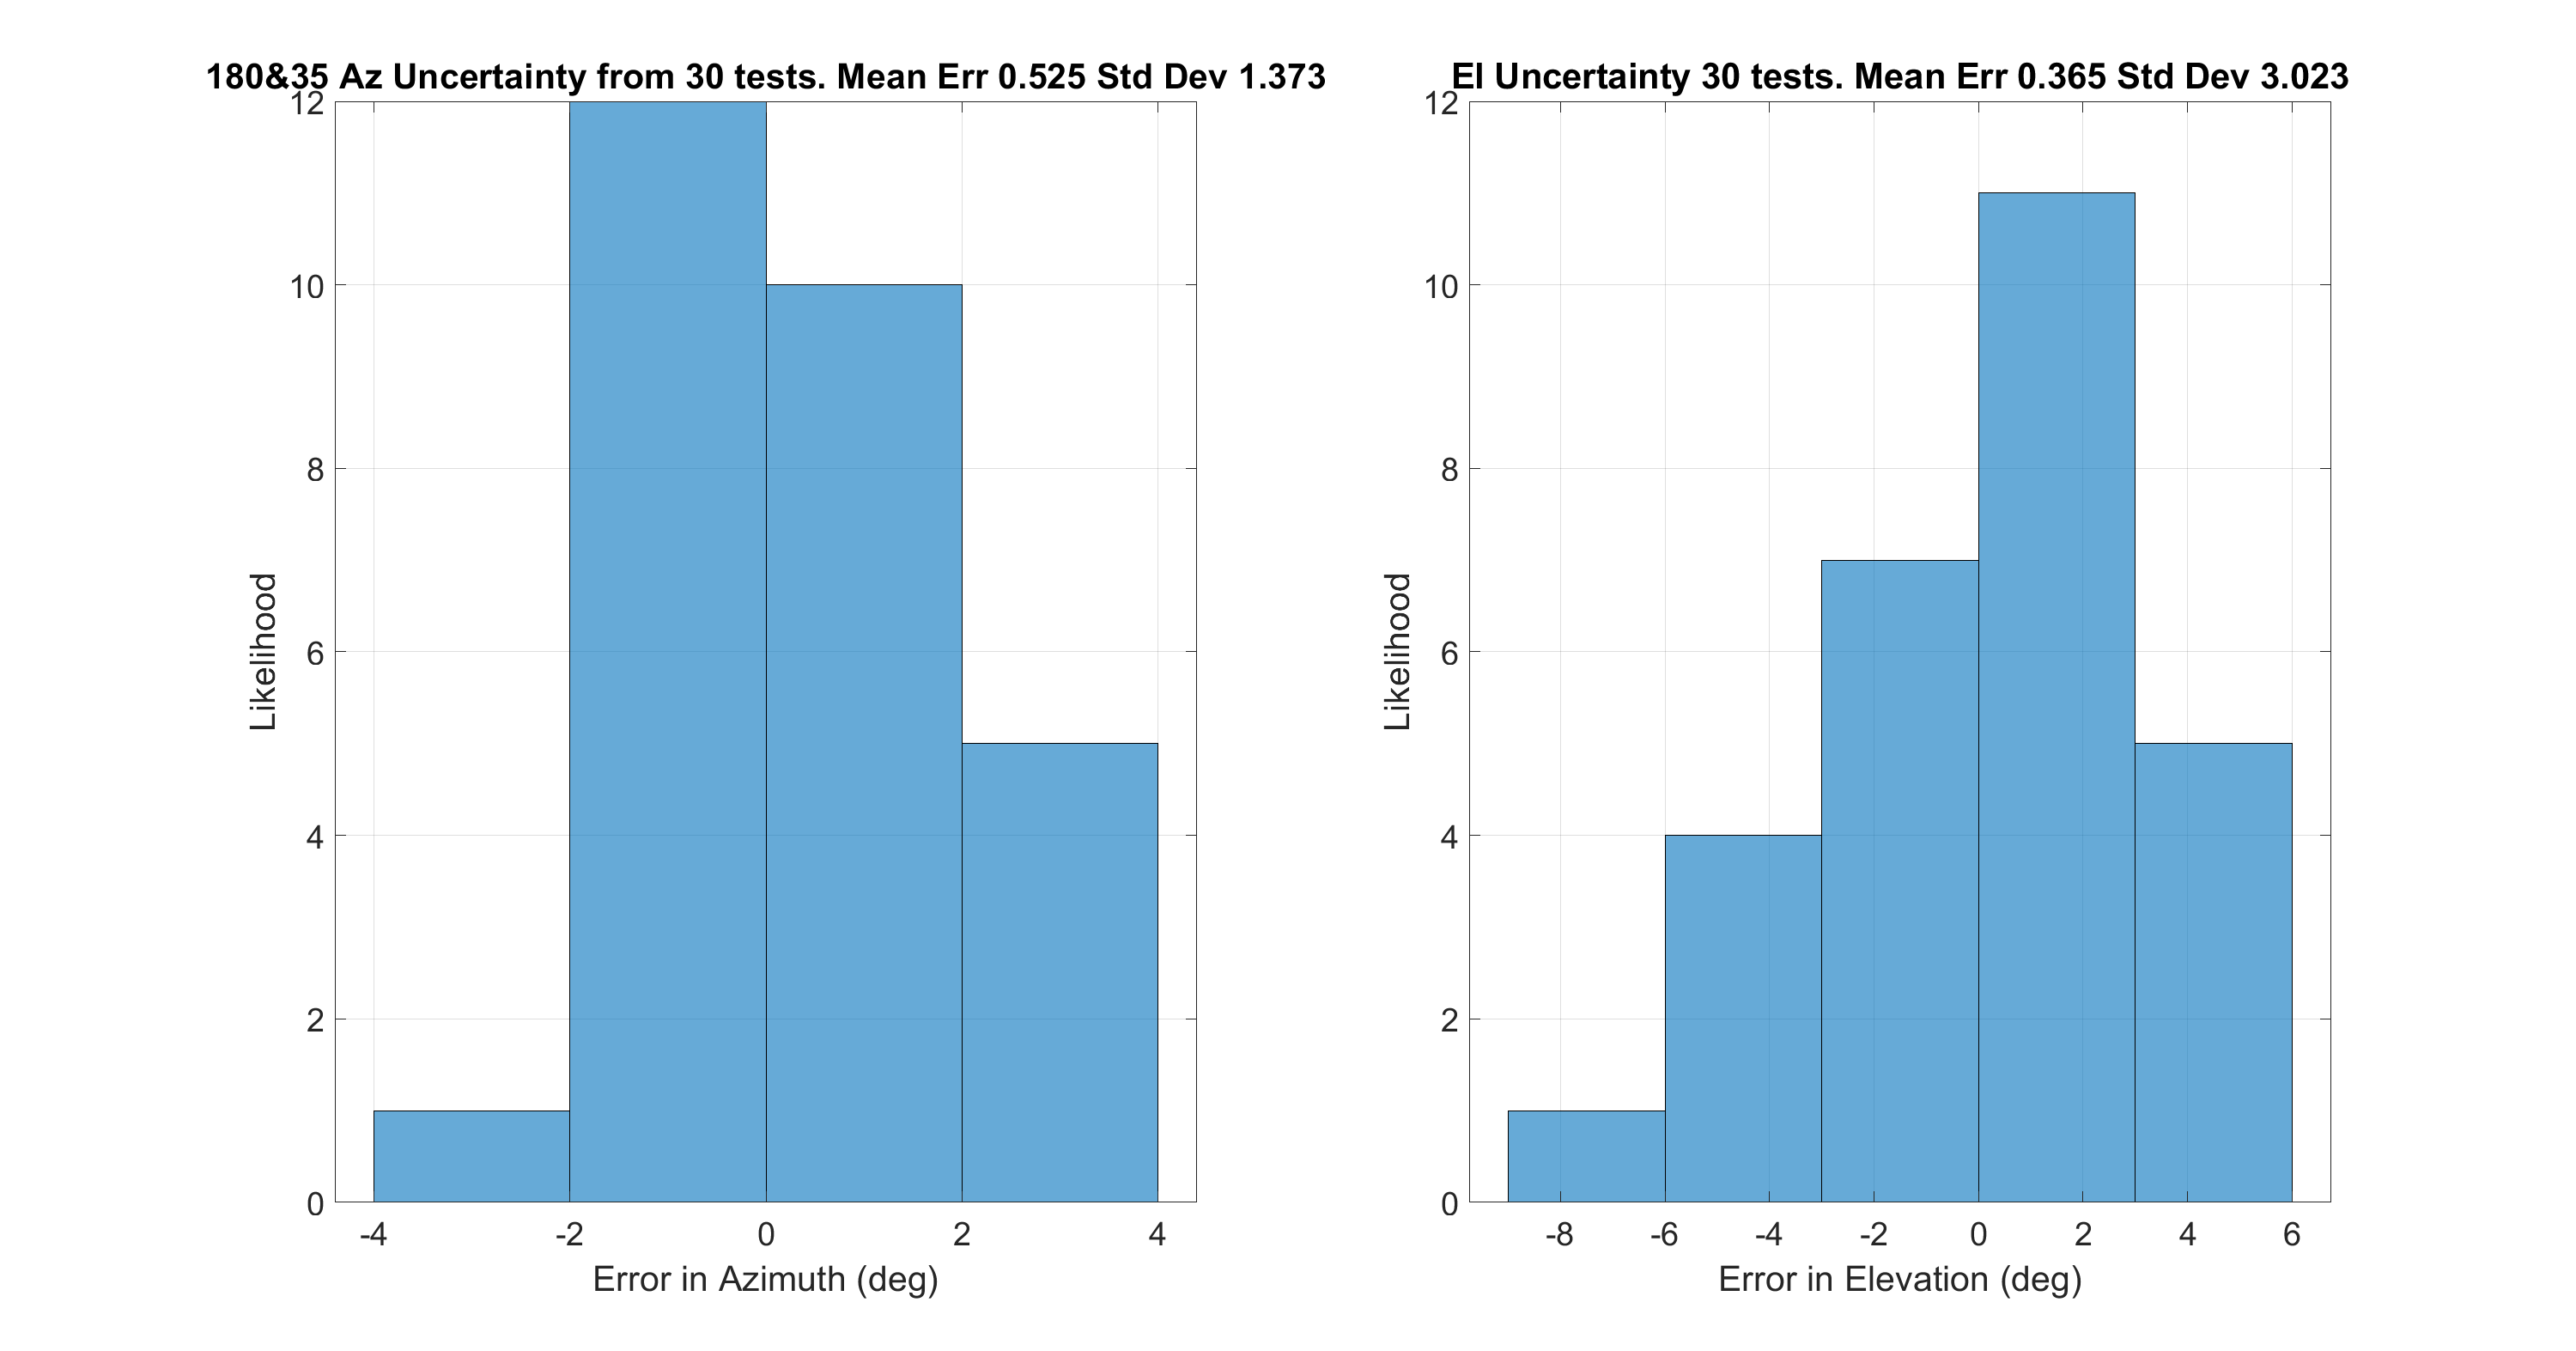 180&35 Az Uncertainty from 30 tests. Mean Err 0.525 Std Dev 1.373
12
10
8
6
4
2
0
Likelihood
-4 -2 0 2 4
Error in Azimuth (deg)
El Uncertainty 30 tests. Mean Err 0.365 Std Dev 3.023
12
10
8
6
4
2
0
Likelihood
-8 -6 -4 -2 0 2 4 6
Error in Elevation (deg)